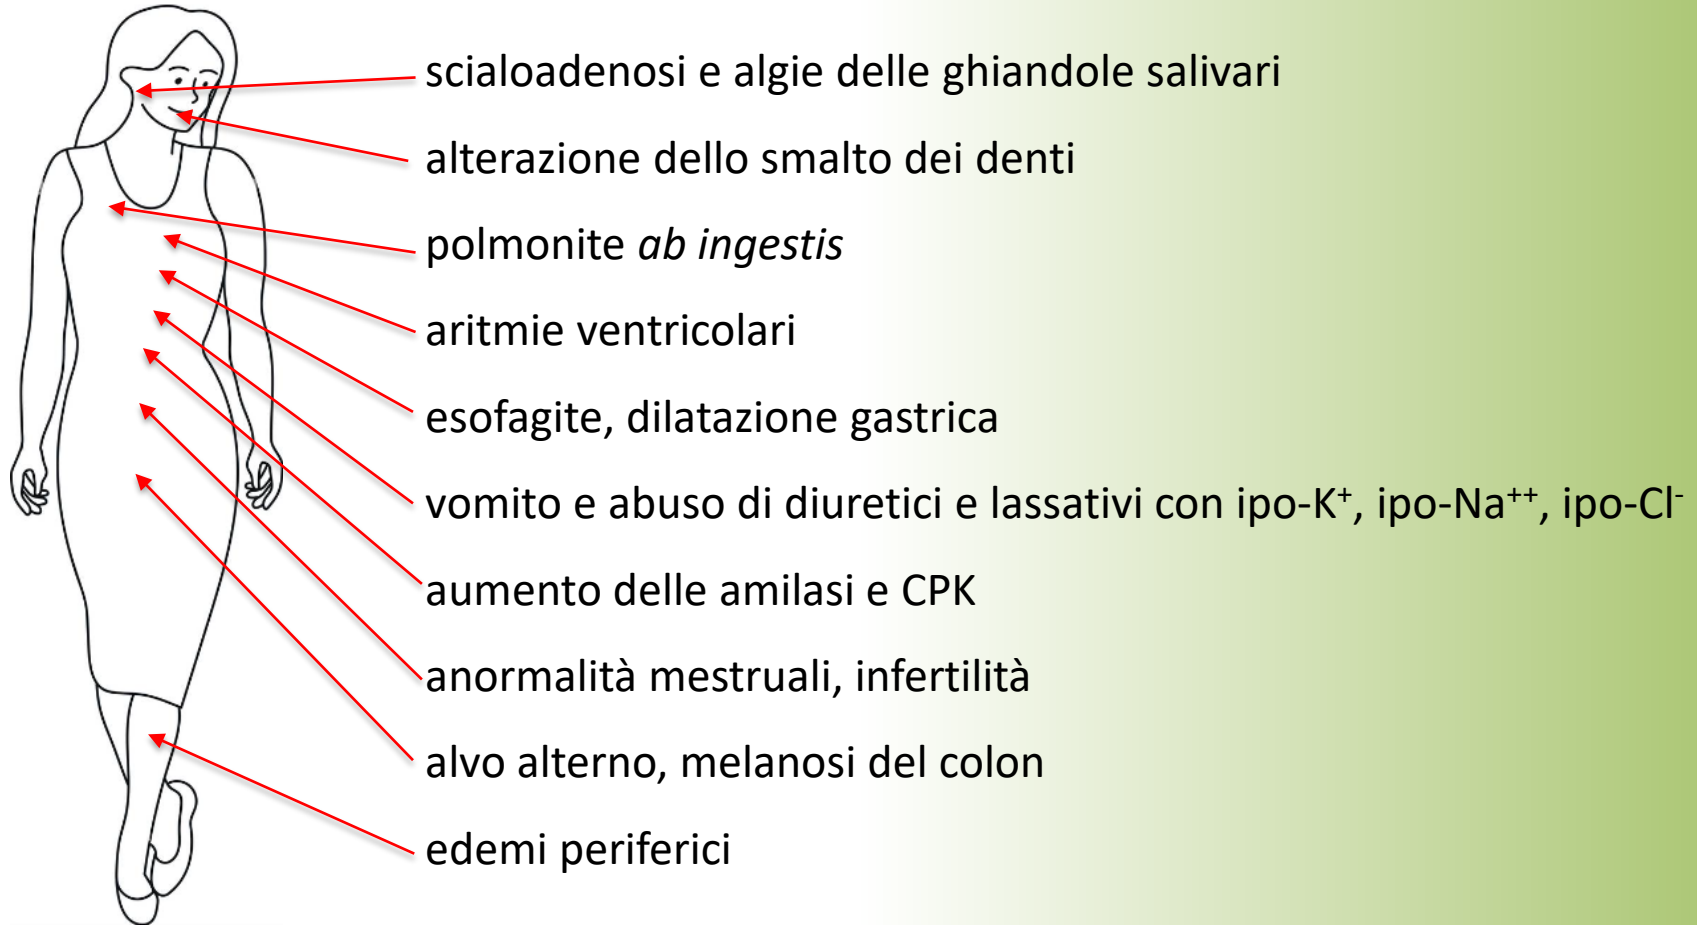 scialoadenosi e algie delle ghiandole salivari
alterazione dello smalto dei denti
polmonite ab ingestis
aritmie ventricolari
esofagite, dilatazione gastrica
vomito e abuso di diuretici e lassativi con ipo-K⁺, ipo-Na⁺⁺, ipo-Cl⁻
aumento delle amilasi e CPK
anormalità mestruali, infertilità
alvo alterno, melanosi del colon
edemi periferici